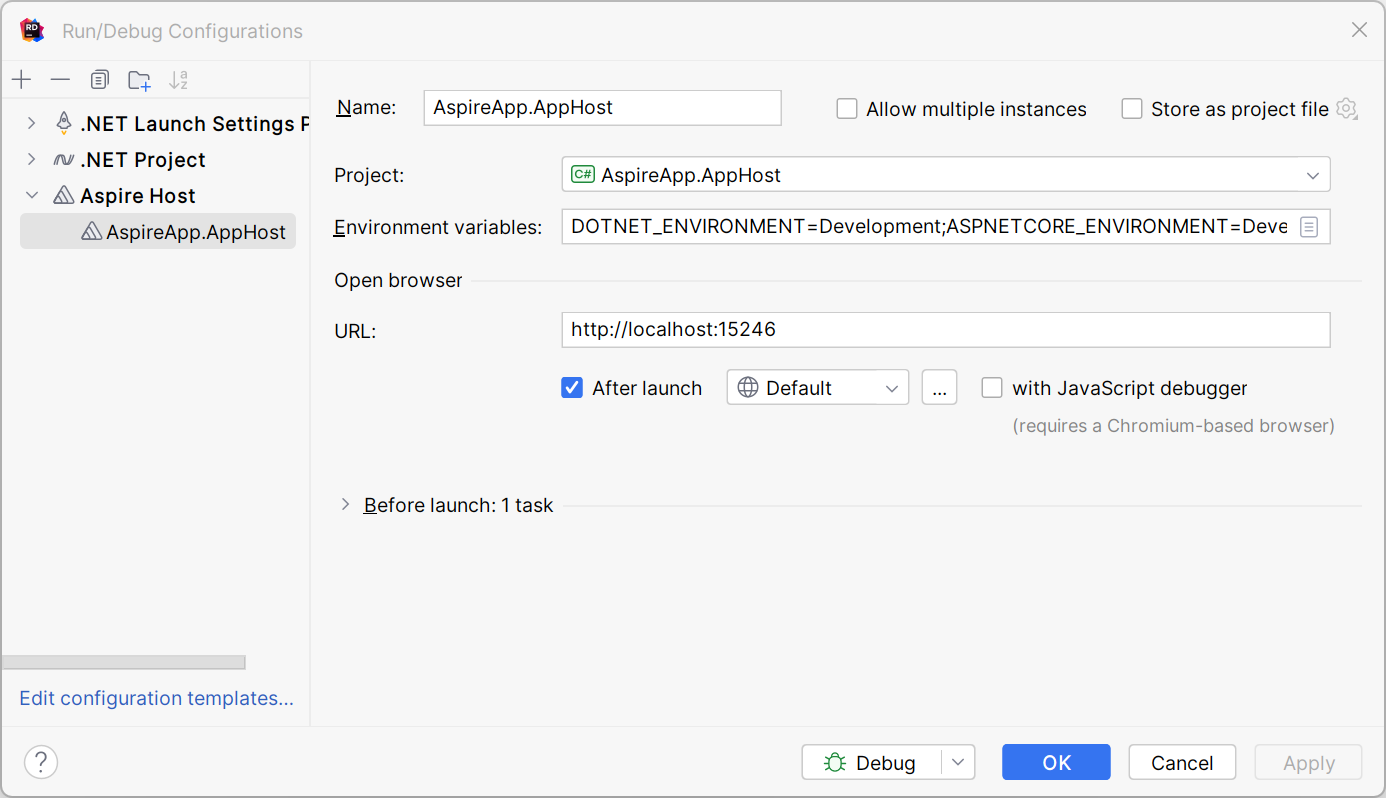 RD
Run/Debug Configurations
.NET Launch Settings P
.NET Project
Aspire Host
AspireApp.AppHost
Edit configuration templates...
Name: AspireApp.AppHost
Allow multiple instances
Store as project file
Project: C# AspireApp.AppHost
Environment variables: DOTNET_ENVIRONMENT=Development;ASPNETCORE_ENVIRONMENT=Deve
Open browser
URL: http://localhost:15246
After launch
Default
...
with JavaScript debugger
(requires a Chromium-based browser)
Before launch: 1 task
?
Debug
OK
Cancel
Apply